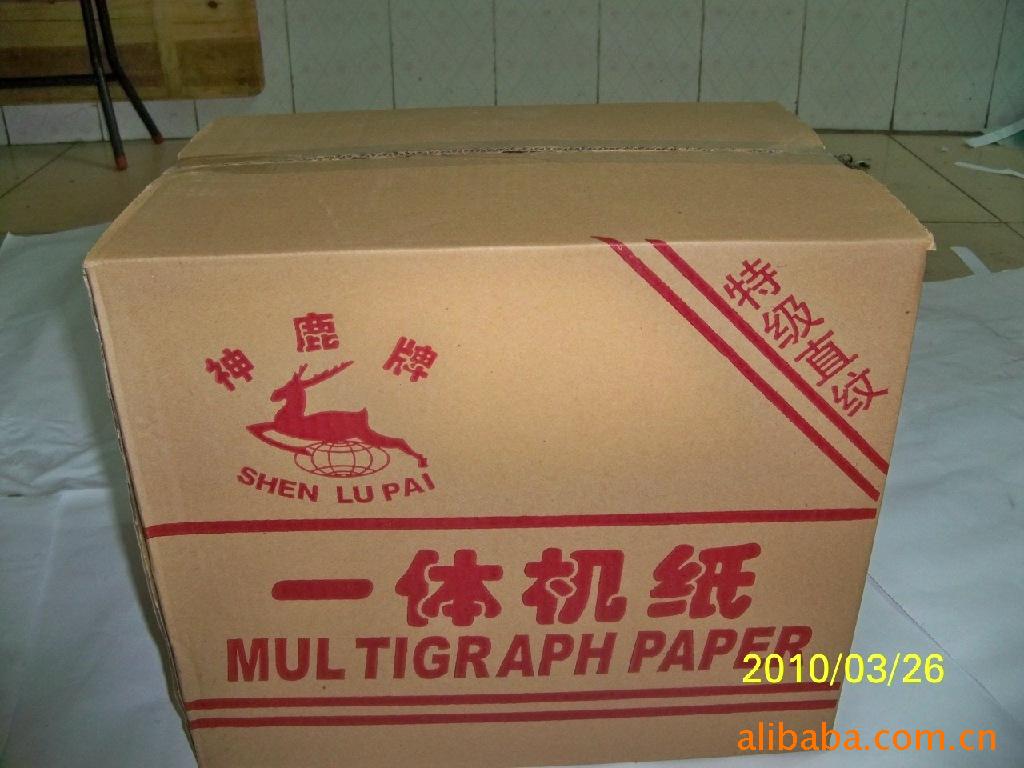 神鹿牌
SHEN LU PAI
特级直纹
一体机纸
MULTIGRAPH PAPER
2010/03/26
alibaba.com.cn